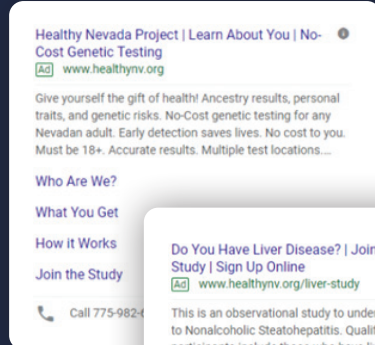 Healthy Nevada Project | Learn About You | No-
Cost Genetic Testing
Ad www.healthynv.org
Give yourself the gift of health! Ancestry results, personal
traits, and genetic risks. No-Cost genetic testing for any
Nevadan adult. Early detection saves lives. No cost to you.
Must be 18+. Accurate results. Multiple test locations....
Who Are We?
What You Get
How it Works
Join the Study
Call 775-982-
Do You Have Liver Disease? | Join
Study | Sign Up Online
Ad www.healthynv.org/liver-study
This is an observational study to under
to Nonalcoholic Steatohepatitis. Qualif